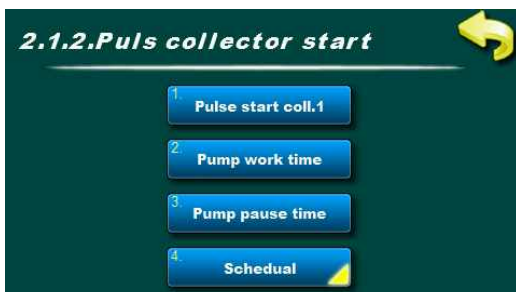 2.1.2.Puls collector start
1. Pulse start coll.1
2. Pump work time
3. Pump pause time
4. Schedual